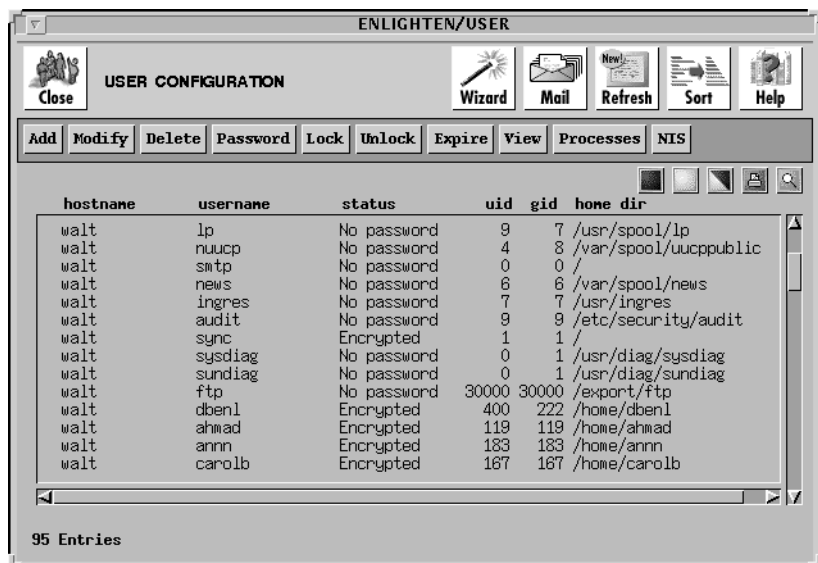 ENLIGHTEN/USER
Close USER CONFIGURATION Wizard Mail New! Refresh Sort Help
Add Modify Delete Password Lock Unlock Expire View Processes NIS
hostname username status uid gid home dir
walt lp No password 9 7 /usr/spool/lp
walt nuucp No password 4 8 /var/spool/uucppublic
walt smtp No password 0 0 /
walt news No password 6 6 /var/spool/news
walt ingres No password 7 7 /usr/ingres
walt audit No password 9 9 /etc/security/audit
walt sync Encrypted 1 1 /
walt sysdiag No password 0 1 /usr/diag/sysdiag
walt sundiag No password 0 1 /usr/diag/sundiag
walt ftp No password 30000 30000 /export/ftp
walt dbenl Encrypted 400 222 /home/dbenl
walt ahmad Encrypted 119 119 /home/ahmad
walt annn Encrypted 183 183 /home/annn
walt carolb Encrypted 167 167 /home/carolb
95 Entries